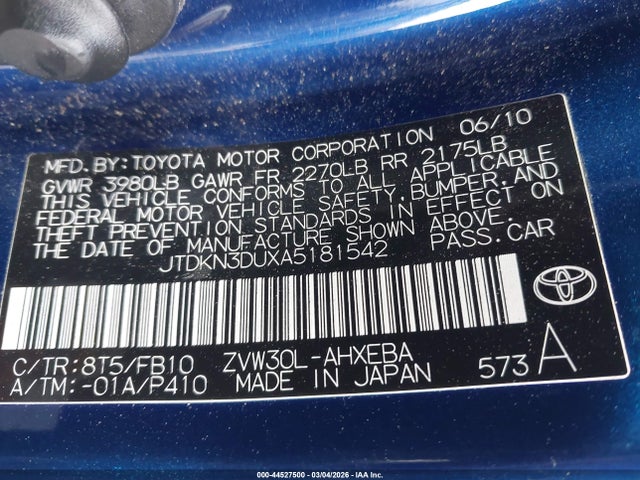 MFD. BY: TOYOTA MOTOR CORPORATION 06/10
GVWR 3980LB GAWR FR 2270LB RR 2175LB
THIS VEHICLE CONFORMS TO ALL APPLICABLE
FEDERAL MOTOR VEHICLE SAFETY, BUMPER, AND
THEFT PREVENTION STANDARDS IN EFFECT ON
THE DATE OF MANUFACTURE SHOWN ABOVE.
JTDKN3DUXA5181542 PASS. CAR
C/TR: 8T5/FB10 ZVW30L-AHXEBA
A/TM: -01A/P410 MADE IN JAPAN 573 A
TOYOTA
000-44527500 - 03/04/2026 - IAA Inc.